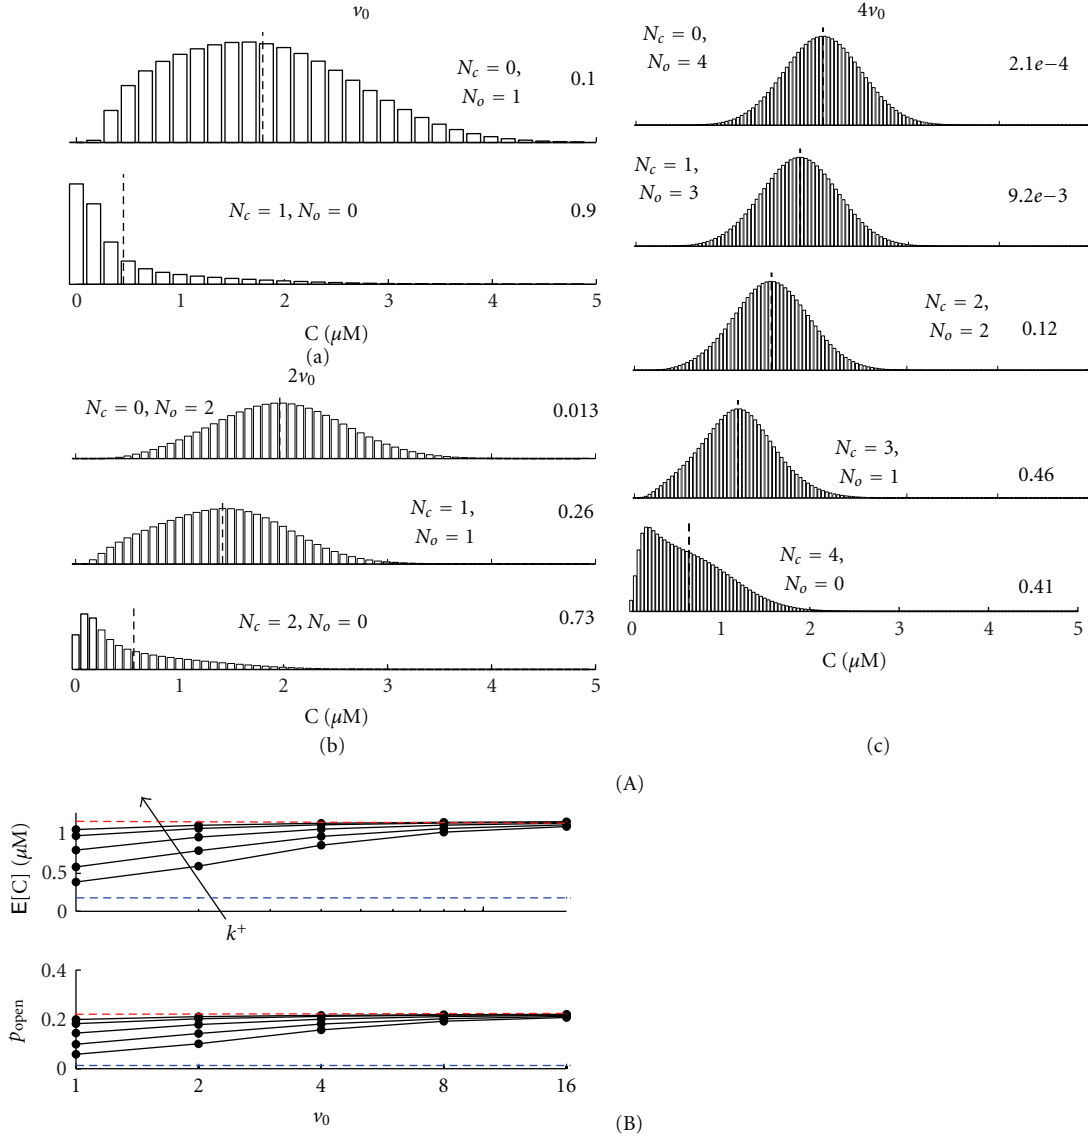 ν0
Nc = 0,
No = 1
0.1
Nc = 1, No = 0
0.9
0 1 2 3 4 5
C (μM)
(a)
2ν0
Nc = 0, No = 2
0.013
Nc = 1,
No = 1
0.26
Nc = 2, No = 0
0.73
0 1 2 3 4 5
C (μM)
(b)
4ν0
Nc = 0,
No = 4
2.1e−4
Nc = 1,
No = 3
9.2e−3
Nc = 2,
No = 2
0.12
Nc = 3,
No = 1
0.46
Nc = 4,
No = 0
0.41
0 1 2 3 4 5
C (μM)
(c)
(A)
E[C] (μM)
1
0.5
0
k+
popen
0.4
0.2
0
1 2 4 8 16
ν0
(B)